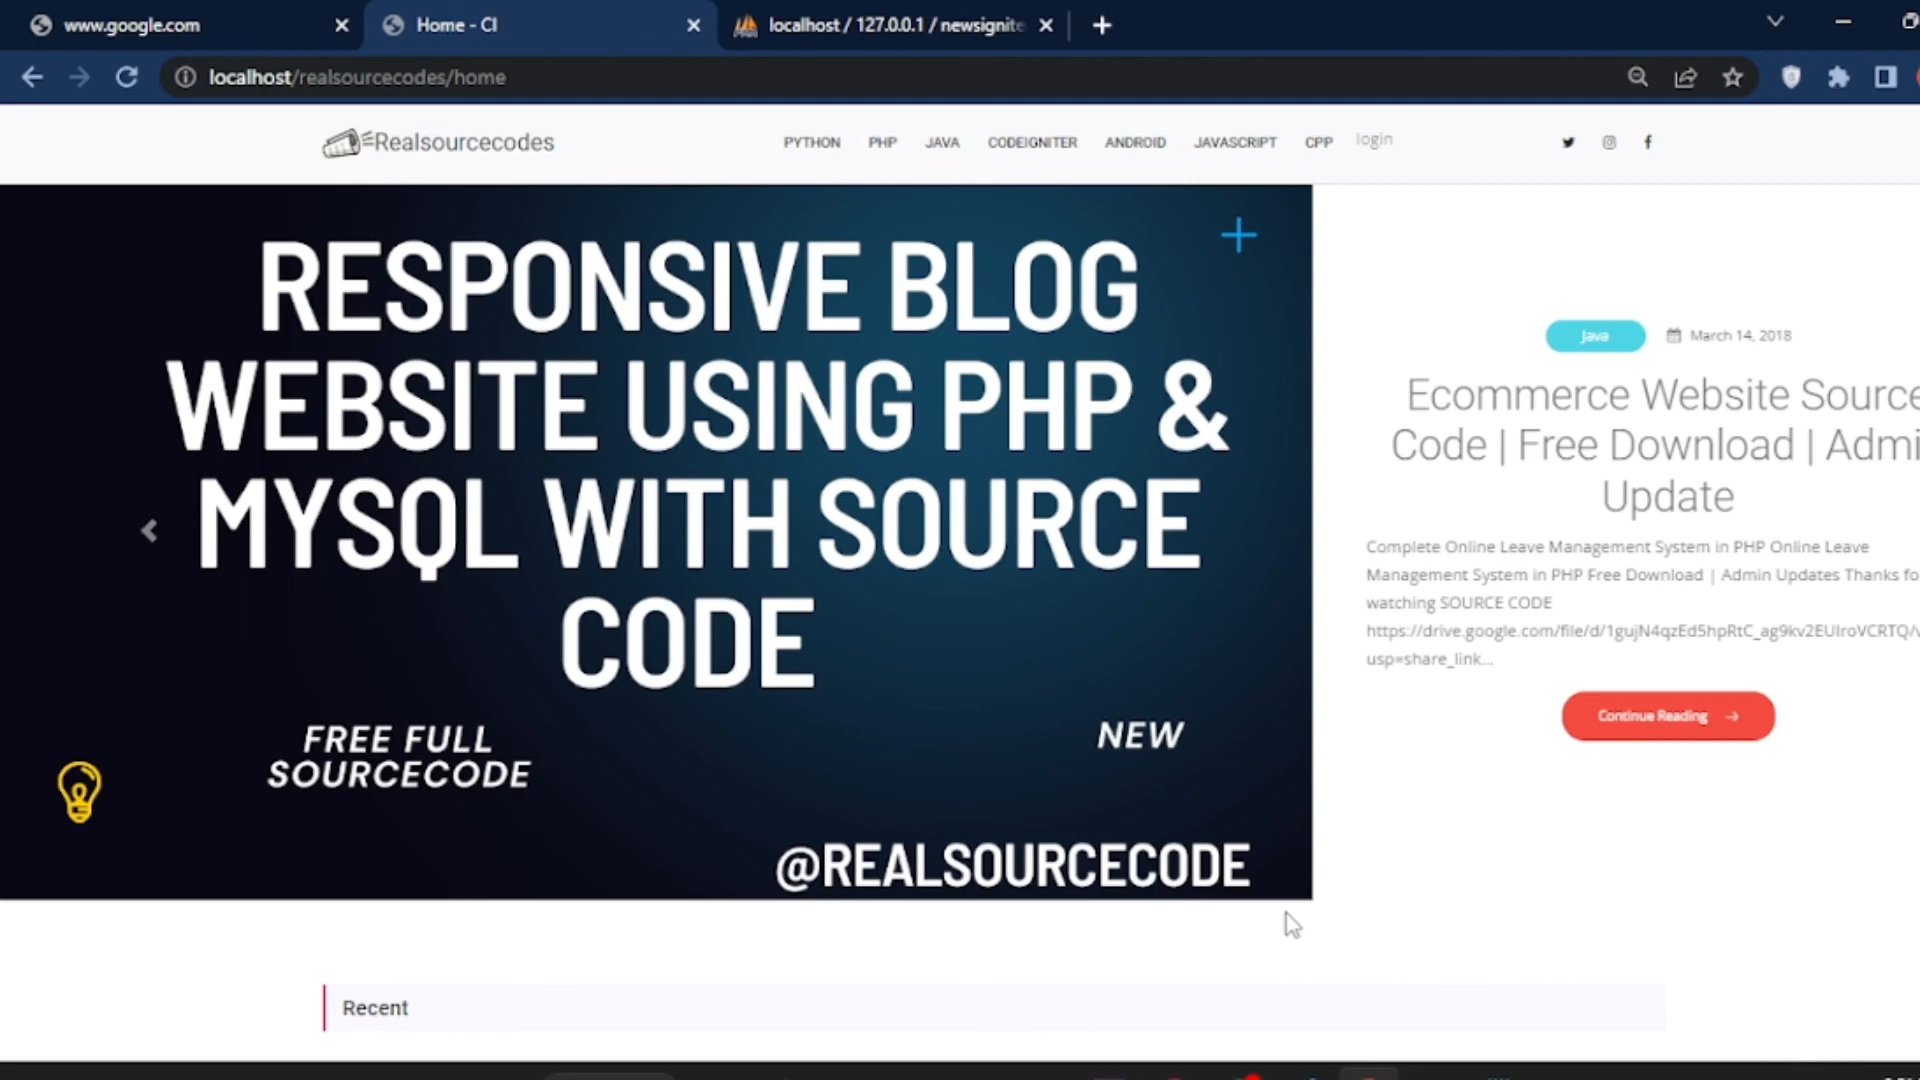 www.google.com
Home - CI
localhost / 127.0.0.1 / newsignite
localhost/realsourcecodes/home
Realsourcecodes
PYTHON PHP JAVA CODEIGNITER ANDROID JAVASCRIPT CPP login
RESPONSIVE BLOG
WEBSITE USING PHP &
MYSQL WITH SOURCE
CODE
FREE FULL
SOURCECODE
NEW
@REALSOURCECODE
Java March 14, 2018
Ecommerce Website Source
Code | Free Download | Admi
Update
Complete Online Leave Management System in PHP Online Leave
Management System in PHP Free Download | Admin Updates Thanks fo
watching SOURCE CODE
https://drive.google.com/file/d/1gujN4qzEd5hpRtC_ag9kv2EUIroVCRTQ/v
usp=share_link...
Continue Reading
Recent